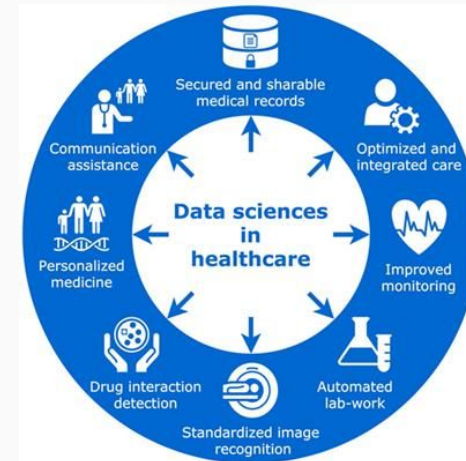 Secured and sharable
medical records
Optimized and
integrated care
Improved
monitoring
Automated
lab-work
Standardized image
recognition
Drug interaction
detection
Personalized
medicine
Communication
assistance
Data sciences
in
healthcare